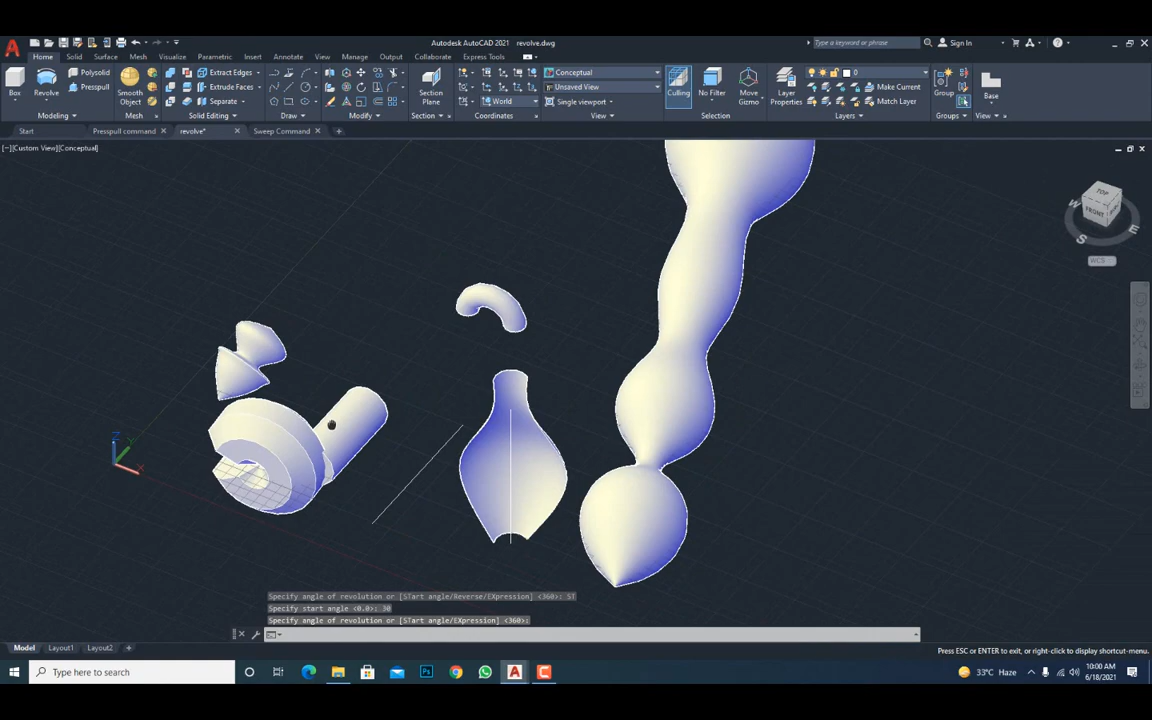 Autodesk AutoCAD 2021 revolve.dwg
Type a keyword or phrase
Sign In
Home Solid Surface Mesh Visualize Parametric Insert Annotate View Manage Output Collaborate Express Tools
Box
Revolve
Polysolid
Presspull
Modeling
Smooth
Object
Mesh
Extrude Faces
Extract Edges
Separate
Solid Editing
Draw
Modify
Section
Plane
Section
World
Coordinates
Conceptual
Unsaved View
Single viewport
View
Culling
No Filter
Move
Gizmo
Selection
Layer
Properties
0
Make Current
Match Layer
Layers
Group
Groups
Base
View
Start
Presspull command
revolve*
Sweep Command
[−][Custom View][Conceptual]
TOP
FRONT
W
S
E
WCS
Z
Y
X
Specify angle of revolution or [STart angle/Reverse/EXpression] <360>: ST
Specify start angle <0.0>: 30
Specify angle of revolution or [STart angle/EXpression] <360>:
Model Layout1 Layout2
Press ESC or ENTER to exit, or right-click to display shortcut-menu.
Type here to search
33°C Haze
10:00 AM
6/18/2021